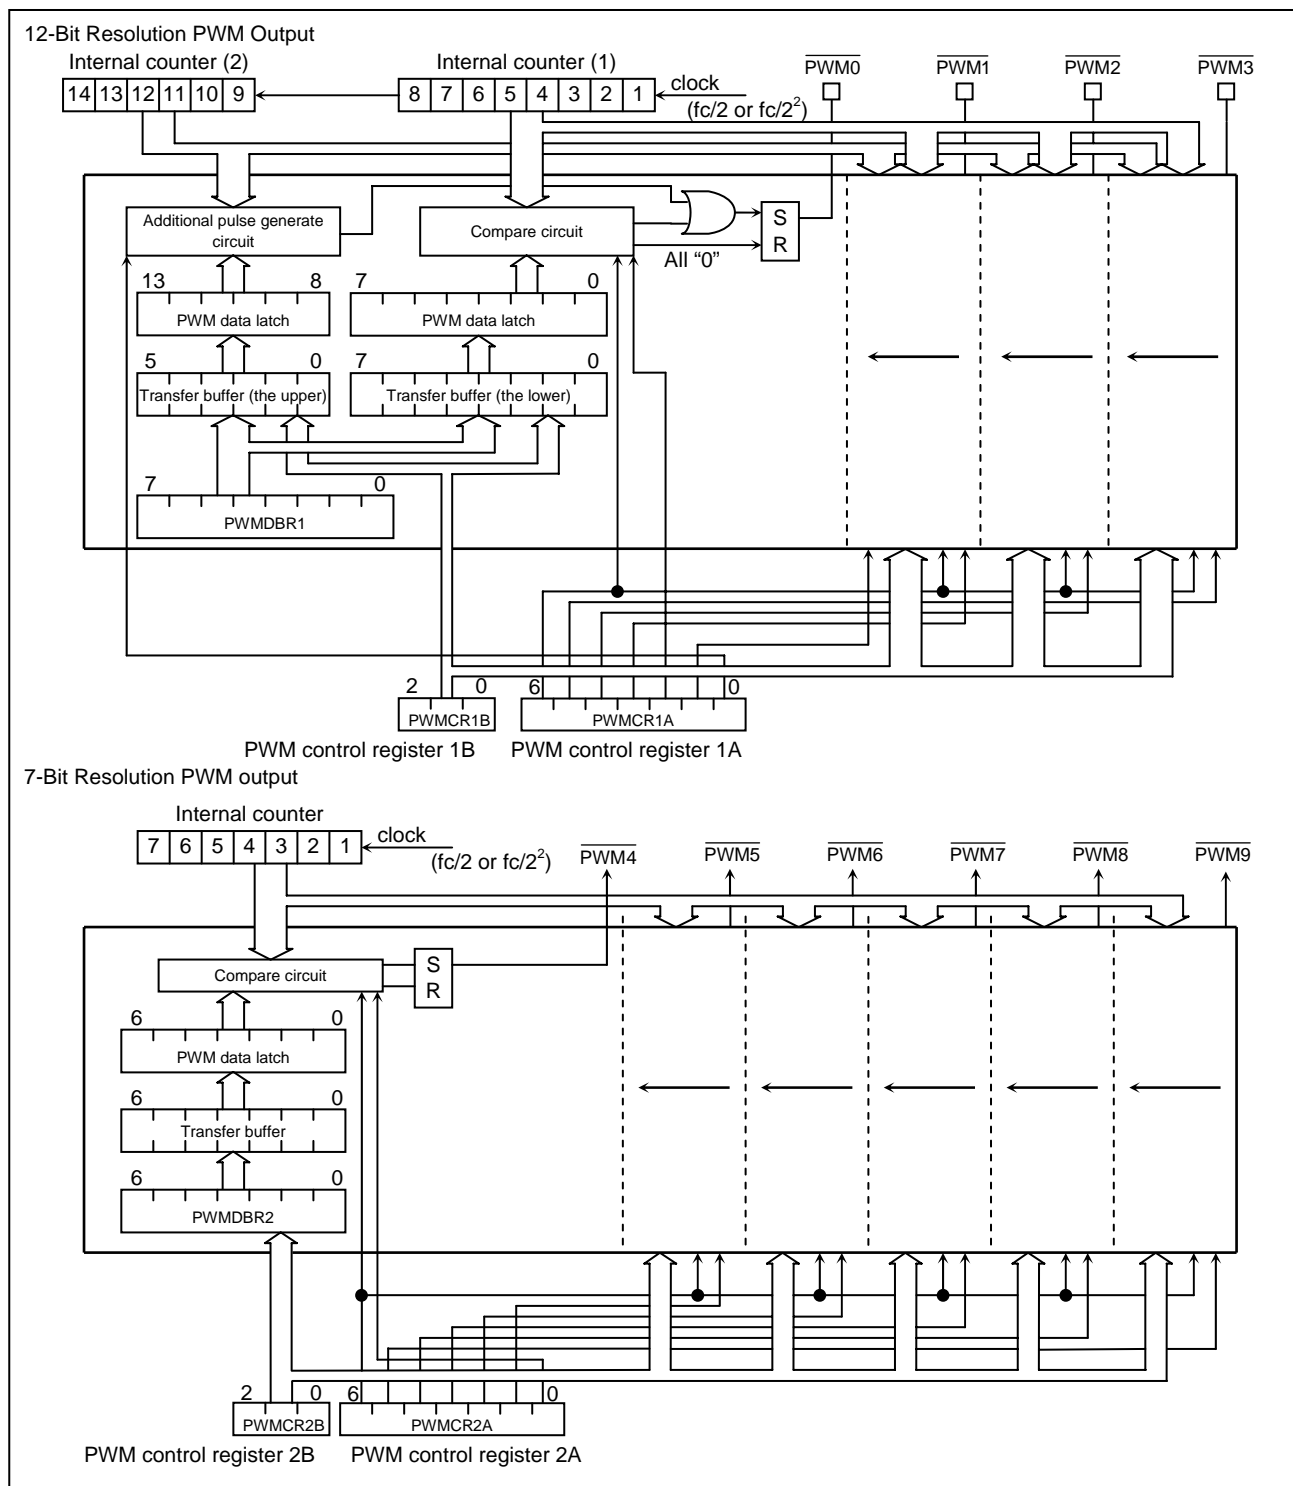 12-Bit Resolution PWM Output
Internal counter (2)
Internal counter (1)
PWM0
PWM1
PWM2
PWM3
14 13 12 11 10 9
8 7 6 5 4 3 2 1
clock
(fc/2 or fc/2²)
Additional pulse generate
circuit
Compare circuit
S
R
All “0”
13 8
7 0
PWM data latch
PWM data latch
5 0
7 0
Transfer buffer (the upper)
Transfer buffer (the lower)
7 0
PWMDBR1
2 0
6 0
PWMCR1B
PWMCR1A
PWM control register 1B
PWM control register 1A
7-Bit Resolution PWM output
Internal counter
7 6 5 4 3 2 1
clock
(fc/2 or fc/2²)
PWM4
PWM5
PWM6
PWM7
PWM8
PWM9
Compare circuit
S
R
6 0
PWM data latch
6 0
Transfer buffer
6 0
PWMDBR2
2 0
6 0
PWMCR2B
PWMCR2A
PWM control register 2B
PWM control register 2A